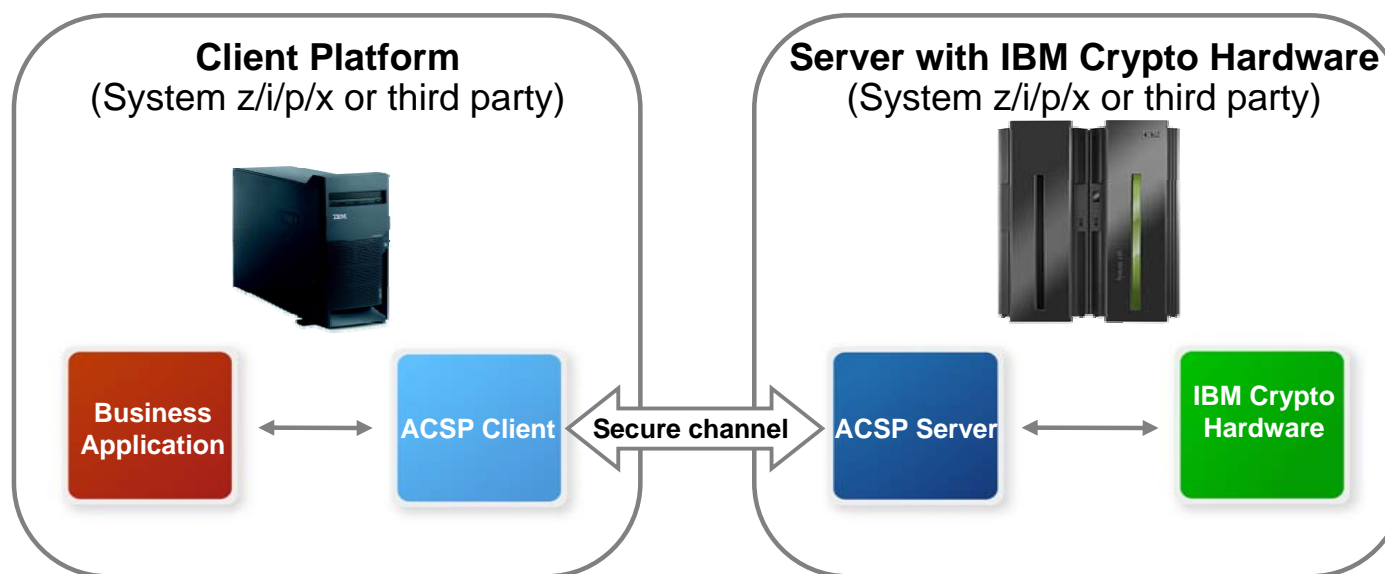 Client Platform
(System z/i/p/x or third party)
Server with IBM Crypto Hardware
(System z/i/p/x or third party)
IBM
Business
Application
ACSP Client
Secure channel
ACSP Server
IBM Crypto
Hardware